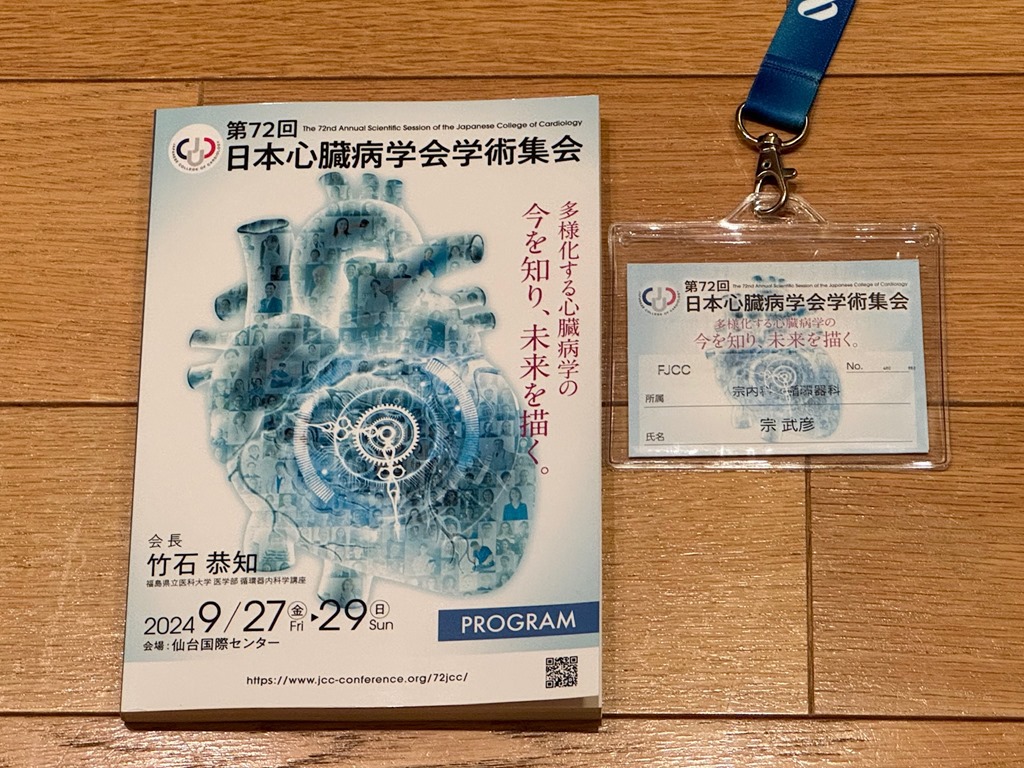 第72回 The 72nd Annual Scientific Session of the Japanese College of Cardiology
日本心臓病学会学術集会
多様化する心臓病学の
今を知り、未来を描く。
会長
竹石 恭知
福島県立医科大学 医学部 循環器内科学講座
2024 9/27 金 Fri ▸ 29 日 Sun
会場：仙台国際センター
PROGRAM
https://www.jcc-conference.org/72jcc/
第72回 The 72nd Annual Scientific Session of the Japanese College of Cardiology
日本心臓病学会学術集会
多様化する心臓病学の
今を知り、未来を描く。
FJCC No.
所属 宗内科・循環器科
氏名 宗 武彦